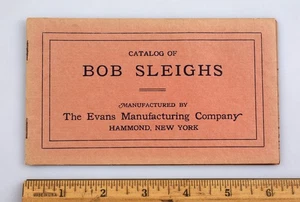 CATALOG OF
BOB SLEIGHS
MANUFACTURED BY
The Evans Manufacturing Company
HAMMOND, NEW YORK
1 2 3 4 5 6 7